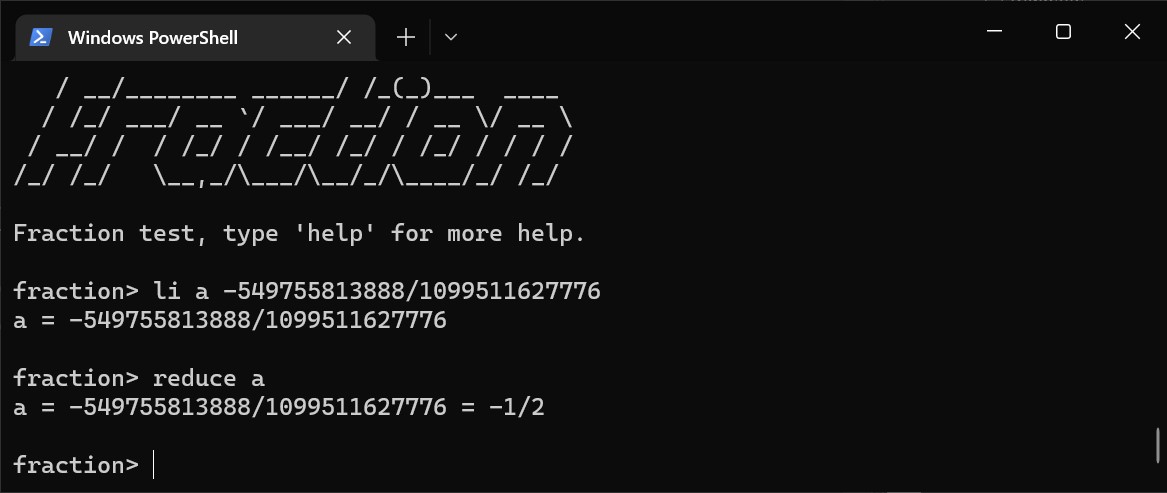 Windows PowerShell
    / __/________ ______/ /_(_)___  ____
   / /_/ ___/ __ `/ ___/ __/ / __ \/ __ \
  / __/ /  / /_/ / /__/ /_/ / /_/ / / / /
/_/ /_/   \__,_/\___/\__/_/\____/_/ /_/
Fraction test, type 'help' for more help.
fraction> li a -549755813888/1099511627776
a = -549755813888/1099511627776
fraction> reduce a
a = -549755813888/1099511627776 = -1/2
fraction>